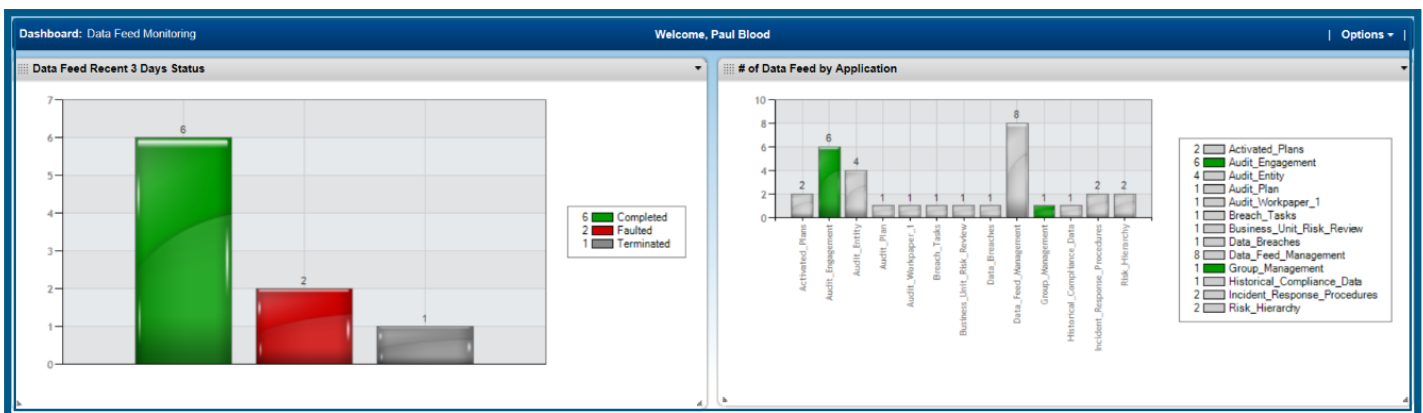 Dashboard: Data Feed Monitoring
Welcome, Paul Blood
| Options |
Data Feed Recent 3 Days Status
7
6
5
4
3
2
1
0
6
2
1
6 Completed
2 Faulted
1 Terminated
# of Data Feed by Application
10
8
6
4
2
0
2
6
4
1
1
1
1
1
8
1
1
2
2
Activated_Plans
Audit_Engagement
Audit_Entity
Audit_Plan
Audit_Workpaper_1
Breach_Tasks
Business_Unit_Risk_Review
Data_Breaches
Data_Feed_Management
Group_Management
Historical_Compliance_Data
Incident_Response_Procedures
Risk_Hierarchy
2 Activated_Plans
6 Audit_Engagement
4 Audit_Entity
1 Audit_Plan
1 Audit_Workpaper_1
1 Breach_Tasks
1 Business_Unit_Risk_Review
1 Data_Breaches
8 Data_Feed_Management
1 Group_Management
1 Historical_Compliance_Data
2 Incident_Response_Procedures
2 Risk_Hierarchy